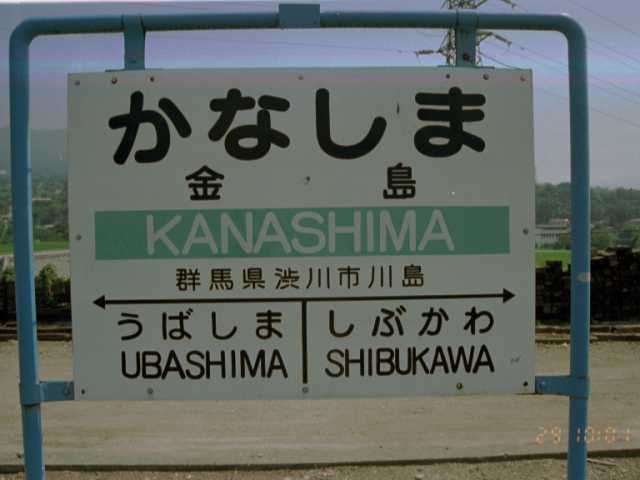 かなしま
金島
KANASHIMA
群馬県渋川市川島
うばしま しぶかわ
UBASHIMA SHIBUKAWA
29 10:01